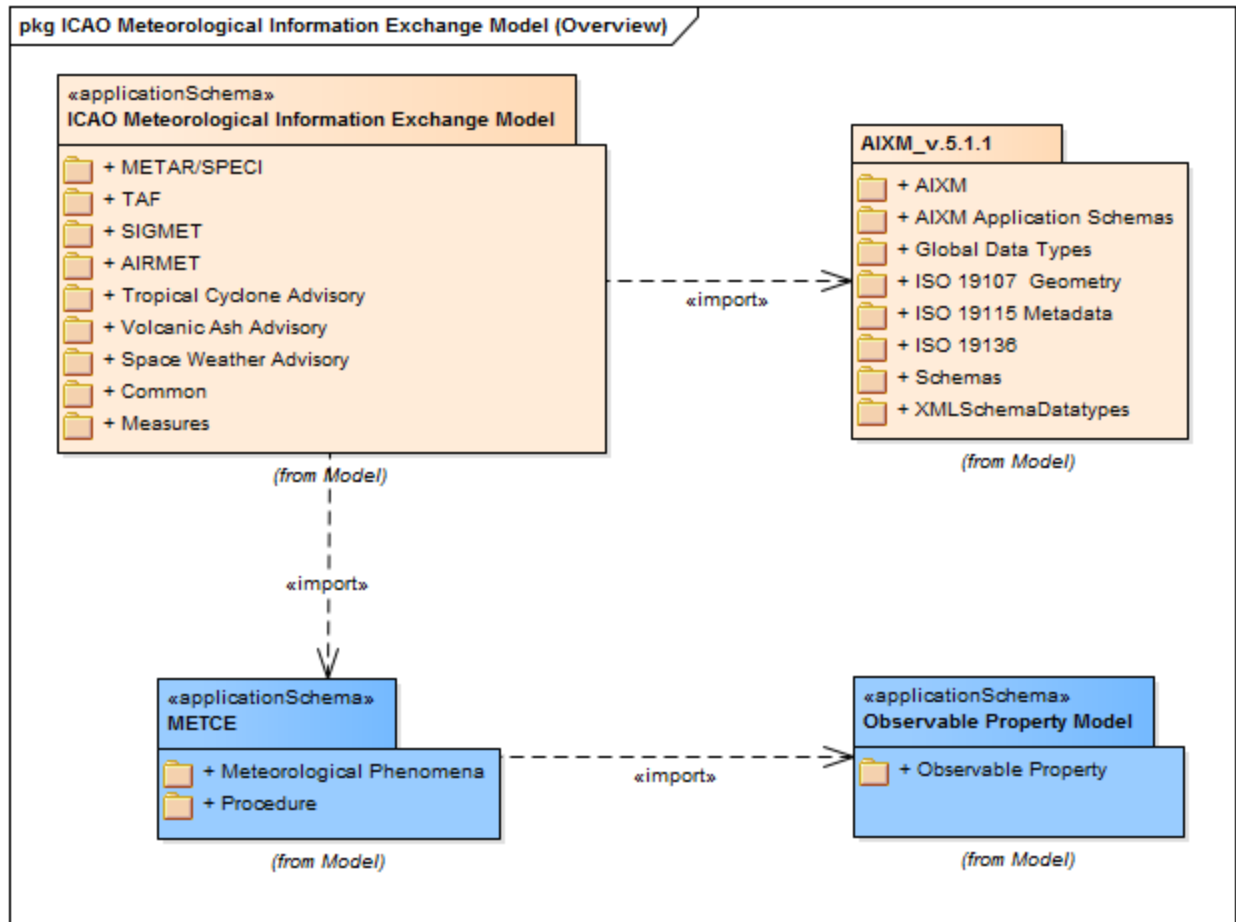 pkg ICAO Meteorological Information Exchange Model (Overview)
«applicationSchema»
ICAO Meteorological Information Exchange Model
+ METAR/SPECI
+ TAF
+ SIGMET
+ AIRMET
+ Tropical Cyclone Advisory
+ Volcanic Ash Advisory
+ Space Weather Advisory
+ Common
+ Measures
(from Model)
«import»
AIXM_v.5.1.1
+ AIXM
+ AIXM Application Schemas
+ Global Data Types
+ ISO 19107  Geometry
+ ISO 19115 Metadata
+ ISO 19136
+ Schemas
+ XMLSchemaDatatypes
(from Model)
«import»
«applicationSchema»
METCE
+ Meteorological Phenomena
+ Procedure
(from Model)
«import»
«applicationSchema»
Observable Property Model
+ Observable Property
(from Model)